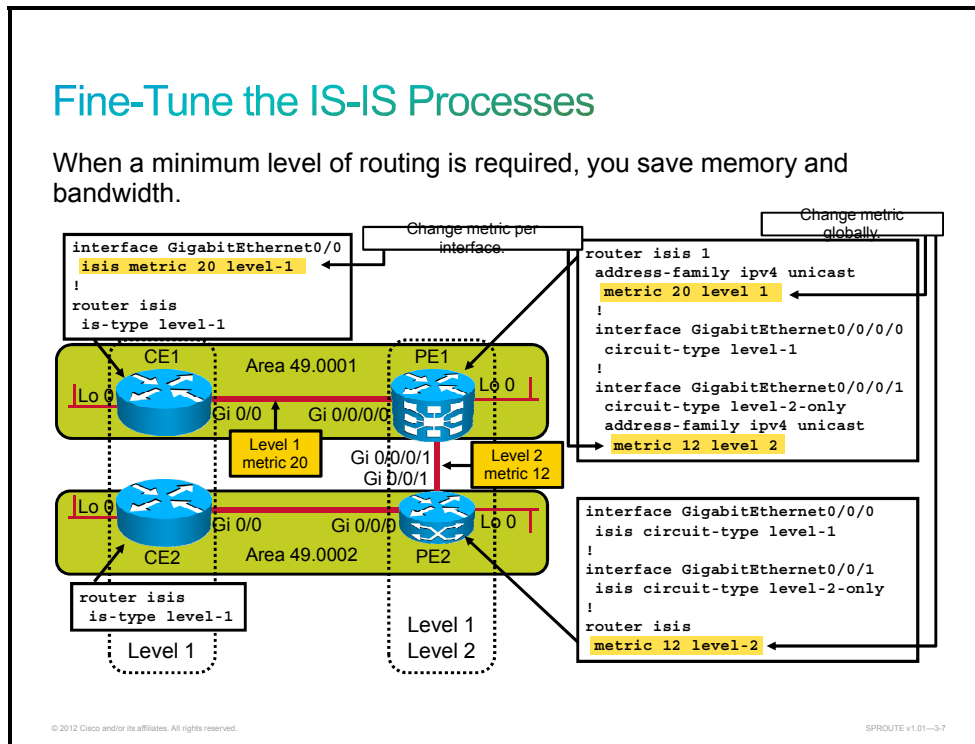 Fine-Tune the IS-IS Processes
When a minimum level of routing is required, you save memory and
bandwidth.
Change metric per
interface.
Change metric
globally.
interface GigabitEthernet0/0
isis metric 20 level-1
!
router isis
is-type level-1
router isis 1
address-family ipv4 unicast
metric 20 level 1
!
interface GigabitEthernet0/0/0/0
circuit-type level-1
!
interface GigabitEthernet0/0/0/1
circuit-type level-2-only
address-family ipv4 unicast
metric 12 level 2
CE1
Area 49.0001
PE1
Lo 0
Lo 0
Gi 0/0
Gi 0/0/0/0
Level 1
metric 20
Gi 0/0/0/1
Gi 0/0/1
Level 2
metric 12
Lo 0
Gi 0/0
Gi 0/0/0
Lo 0
CE2
Area 49.0002
PE2
router isis
is-type level-1
Level 1
Level 1
Level 2
interface GigabitEthernet0/0/0
isis circuit-type level-1
!
interface GigabitEthernet0/0/1
isis circuit-type level-2-only
!
router isis
metric 12 level-2
© 2012 Cisco and/or its affiliates. All rights reserved.
SPROUTE v1.01—3-7